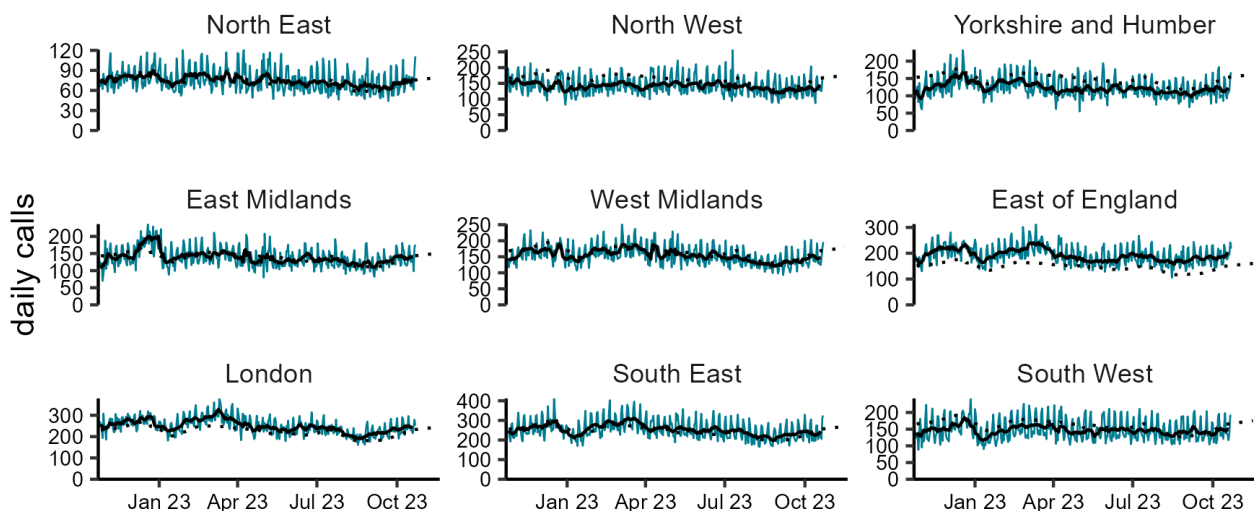 North East North West Yorkshire and Humber
120 250 200
90 200 150
60 150 100
30 100 50
0 50 0
0
daily calls
East Midlands West Midlands East of England
200 250 300
150 200 200
100 150 100
50 100 0
0 50
0
London South East South West
300 400 200
200 300 150
100 200 100
0 100 50
0 0
Jan 23 Apr 23 Jul 23 Oct 23 Jan 23 Apr 23 Jul 23 Oct 23 Jan 23 Apr 23 Jul 23 Oct 23